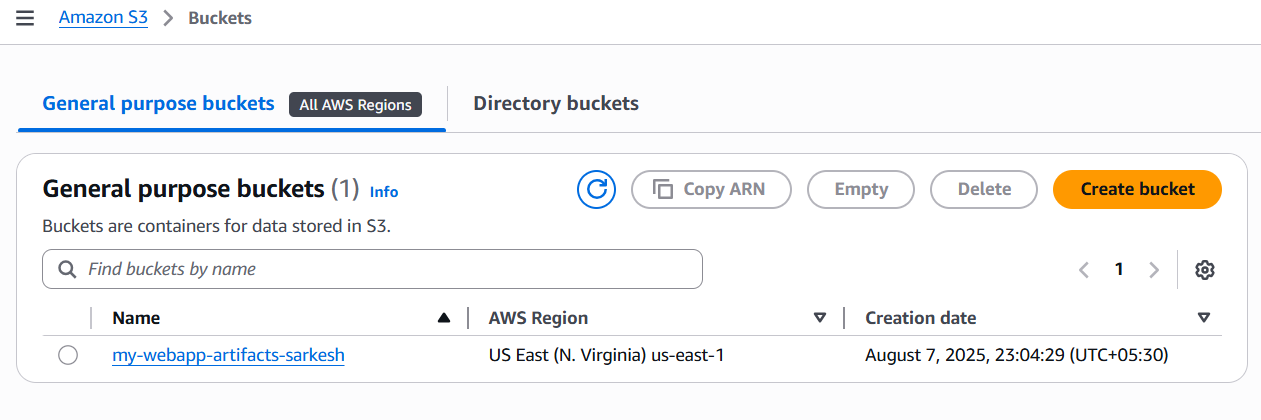 Amazon S3 > Buckets
General purpose buckets All AWS Regions Directory buckets
General purpose buckets (1) Info Copy ARN Empty Delete Create bucket
Buckets are containers for data stored in S3.
Find buckets by name 1
Name AWS Region Creation date
my-webapp-artifacts-sarkesh US East (N. Virginia) us-east-1 August 7, 2025, 23:04:29 (UTC+05:30)